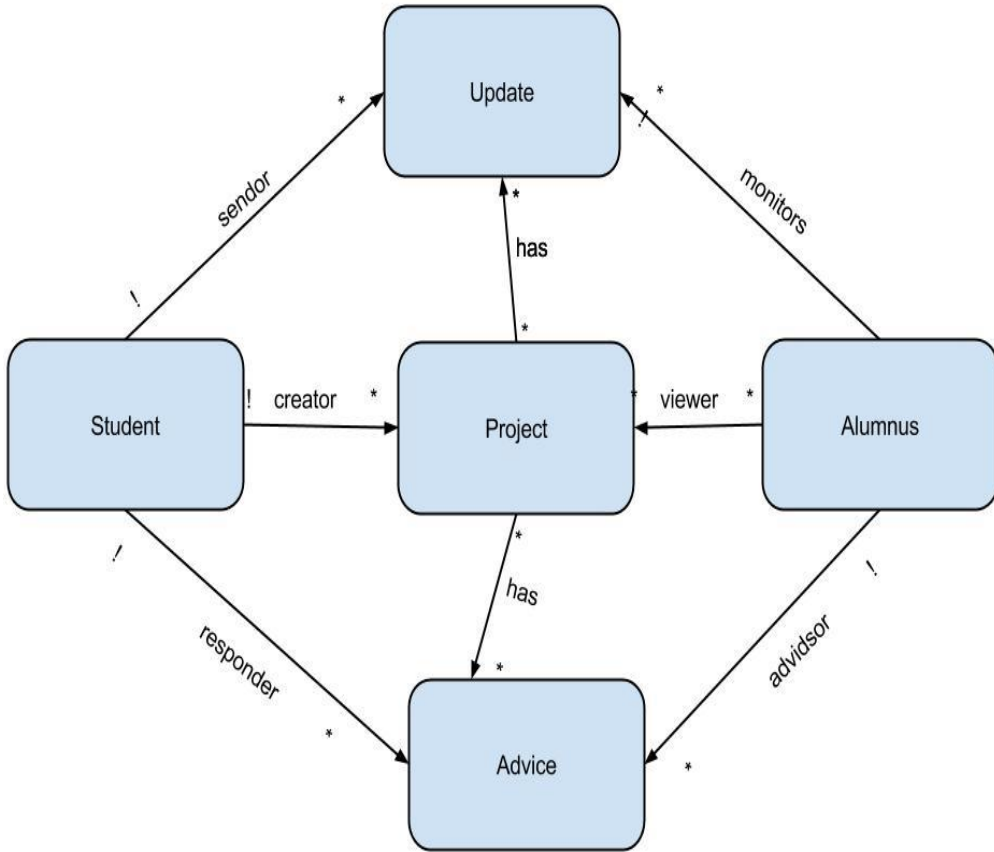 Update
*
*
!
sendor
monitors
*
has
!
*
Student
! creator *
Project
* viewer *
Alumnus
!
*
!
has
responder
advidsor
*
*
*
Advice